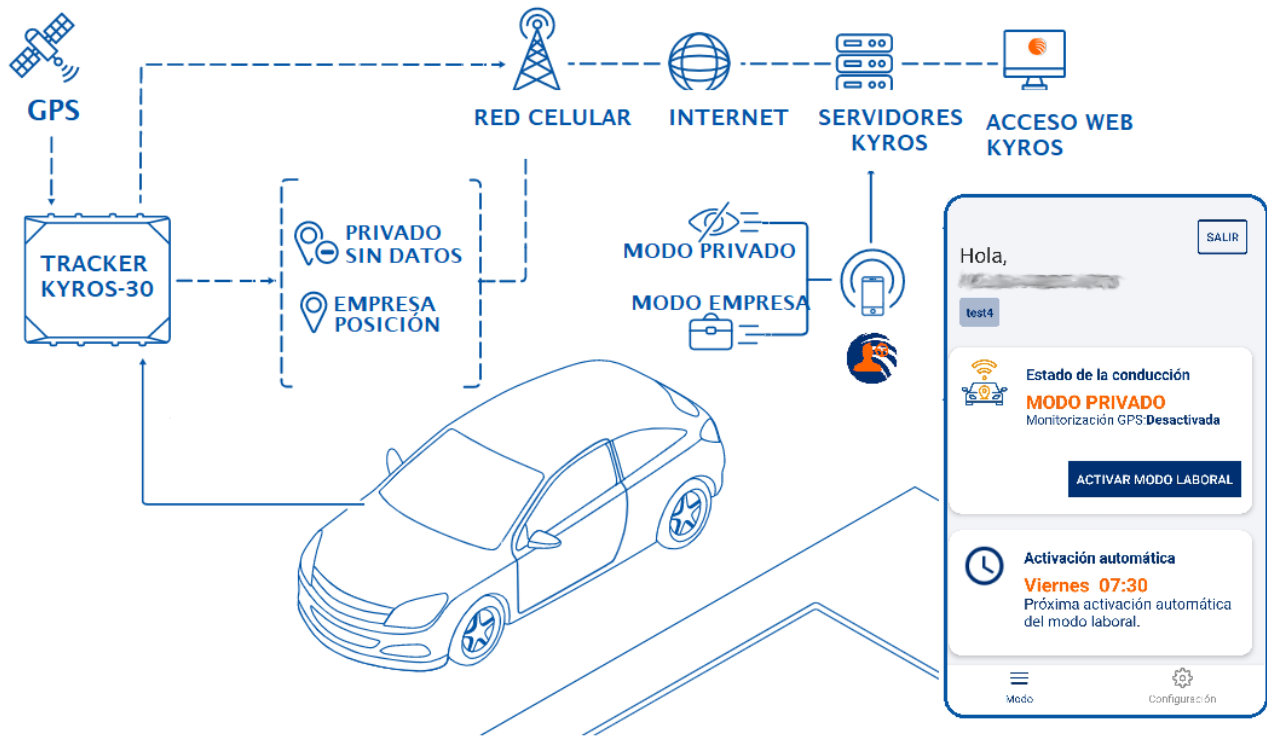 GPS
RED CELULAR
INTERNET
SERVIDORES
KYROS
ACCESO WEB
KYROS
TRACKER
KYROS-30
PRIVADO
SIN DATOS
EMPRESA
POSICIÓN
MODO PRIVADO
MODO EMPRESA
SALIR
Hola,
test4
Estado de la conducción
MODO PRIVADO
Monitorización GPS:Desactivada
ACTIVAR MODO LABORAL
Activación automática
Viernes 07:30
Próxima activación automática
del modo laboral.
Modo
Configuración